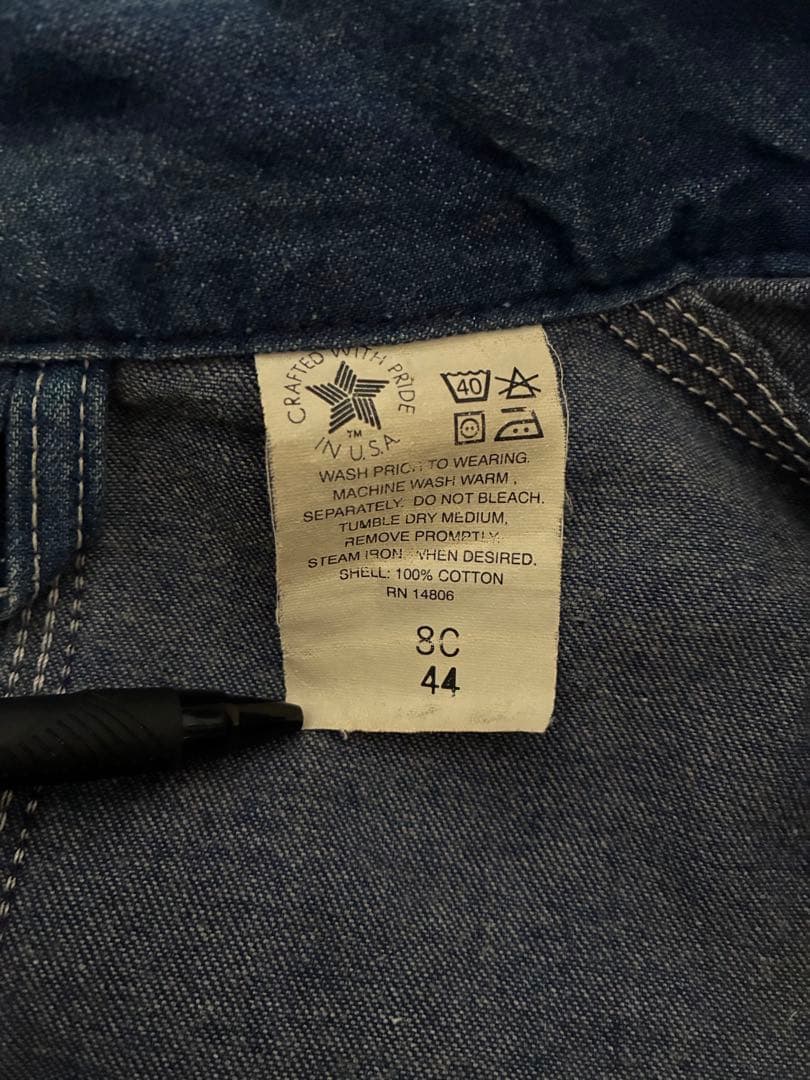 CRAFTED WITH PRIDE
TM
IN U.S.A.
40
WASH PRIOR TO WEARING.
MACHINE WASH WARM,
SEPARATELY. DO NOT BLEACH.
TUMBLE DRY MEDIUM,
REMOVE PROMPTLY.
STEAM IRON WHEN DESIRED.
SHELL: 100% COTTON
RN 14806
8C
44